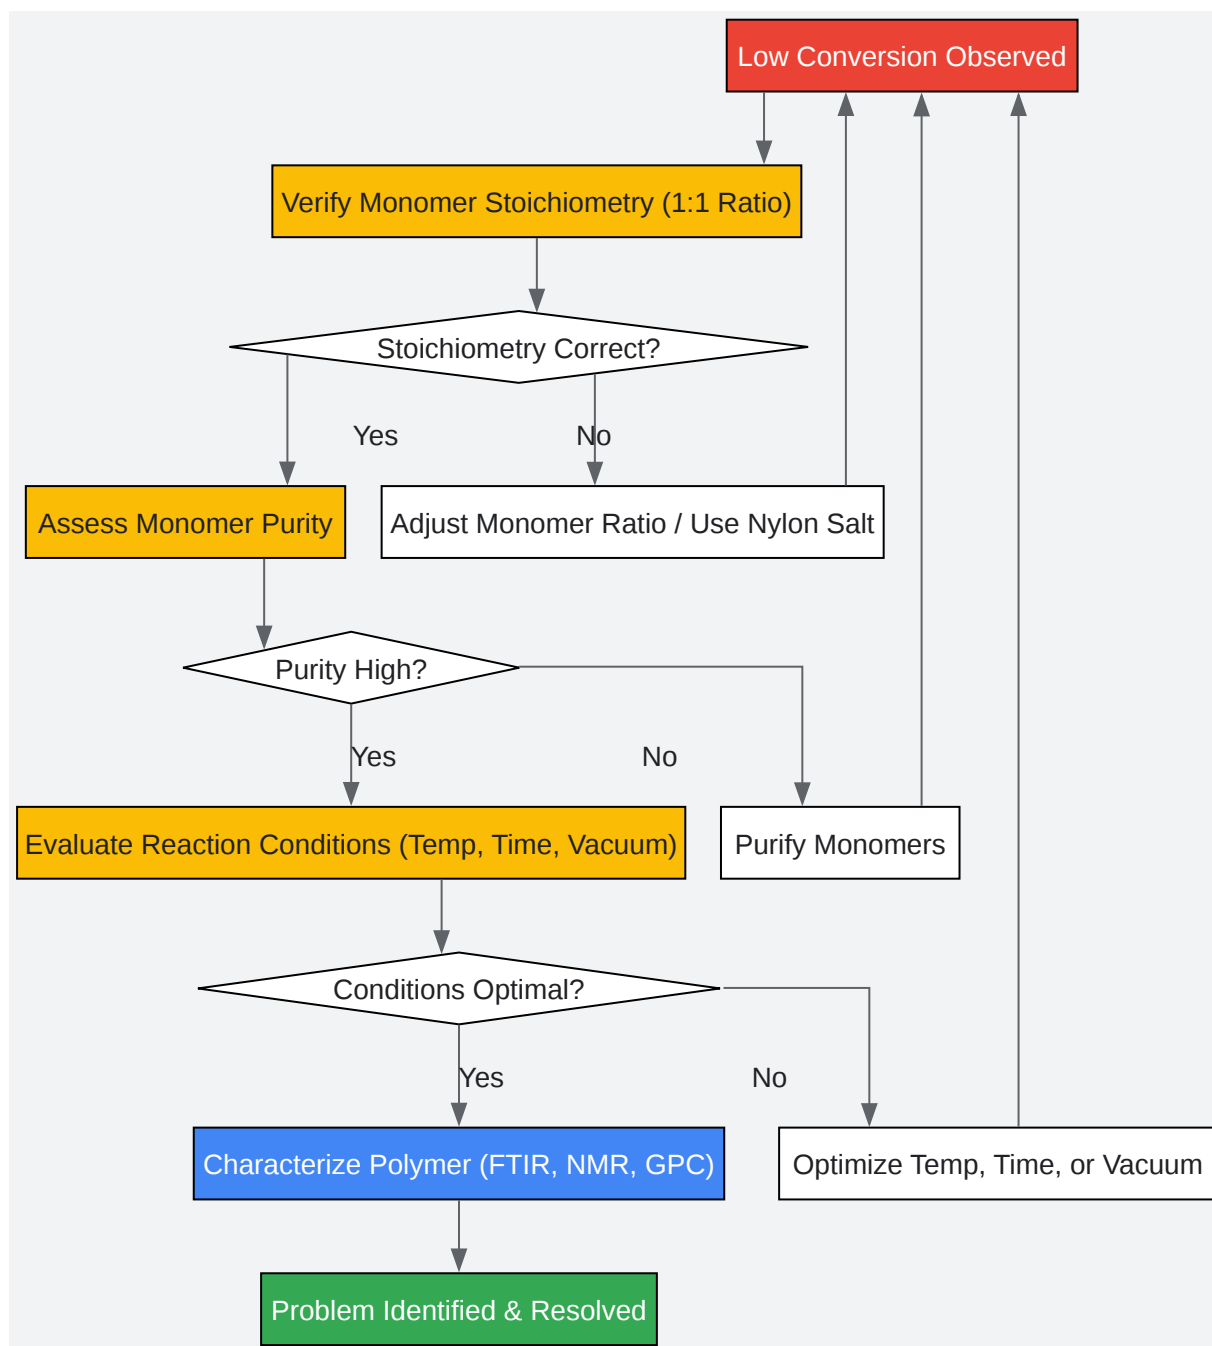 Low Conversion Observed
Verify Monomer Stoichiometry (1:1 Ratio)
Stoichiometry Correct?
Yes
No
Assess Monomer Purity
Adjust Monomer Ratio / Use Nylon Salt
Purity High?
Yes
No
Evaluate Reaction Conditions (Temp, Time, Vacuum)
Purify Monomers
Conditions Optimal?
Yes
No
Characterize Polymer (FTIR, NMR, GPC)
Optimize Temp, Time, or Vacuum
Problem Identified & Resolved